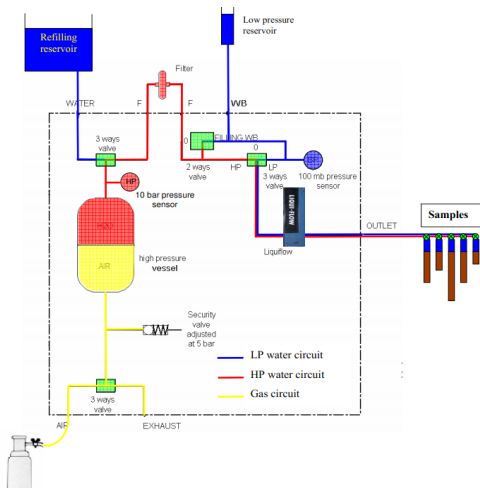 Refilling
reservoir
Low pressure
reservoir
Filter
WATER
F
F
WB
3 ways
valve
0
FILLING WB
0
2 ways
valve
HP
LP
3 ways
valve
100 mb pressure
sensor
HP
10 bar pressure
sensor
H2O
AIR
high pressure
vessel
LIQUI-FLOW
Liquiflow
OUTLET
Samples
Security
valve
adjusted
at 5 bar
LP water circuit
HP water circuit
Gas circuit
3 ways
valve
AIR
EXHAUST